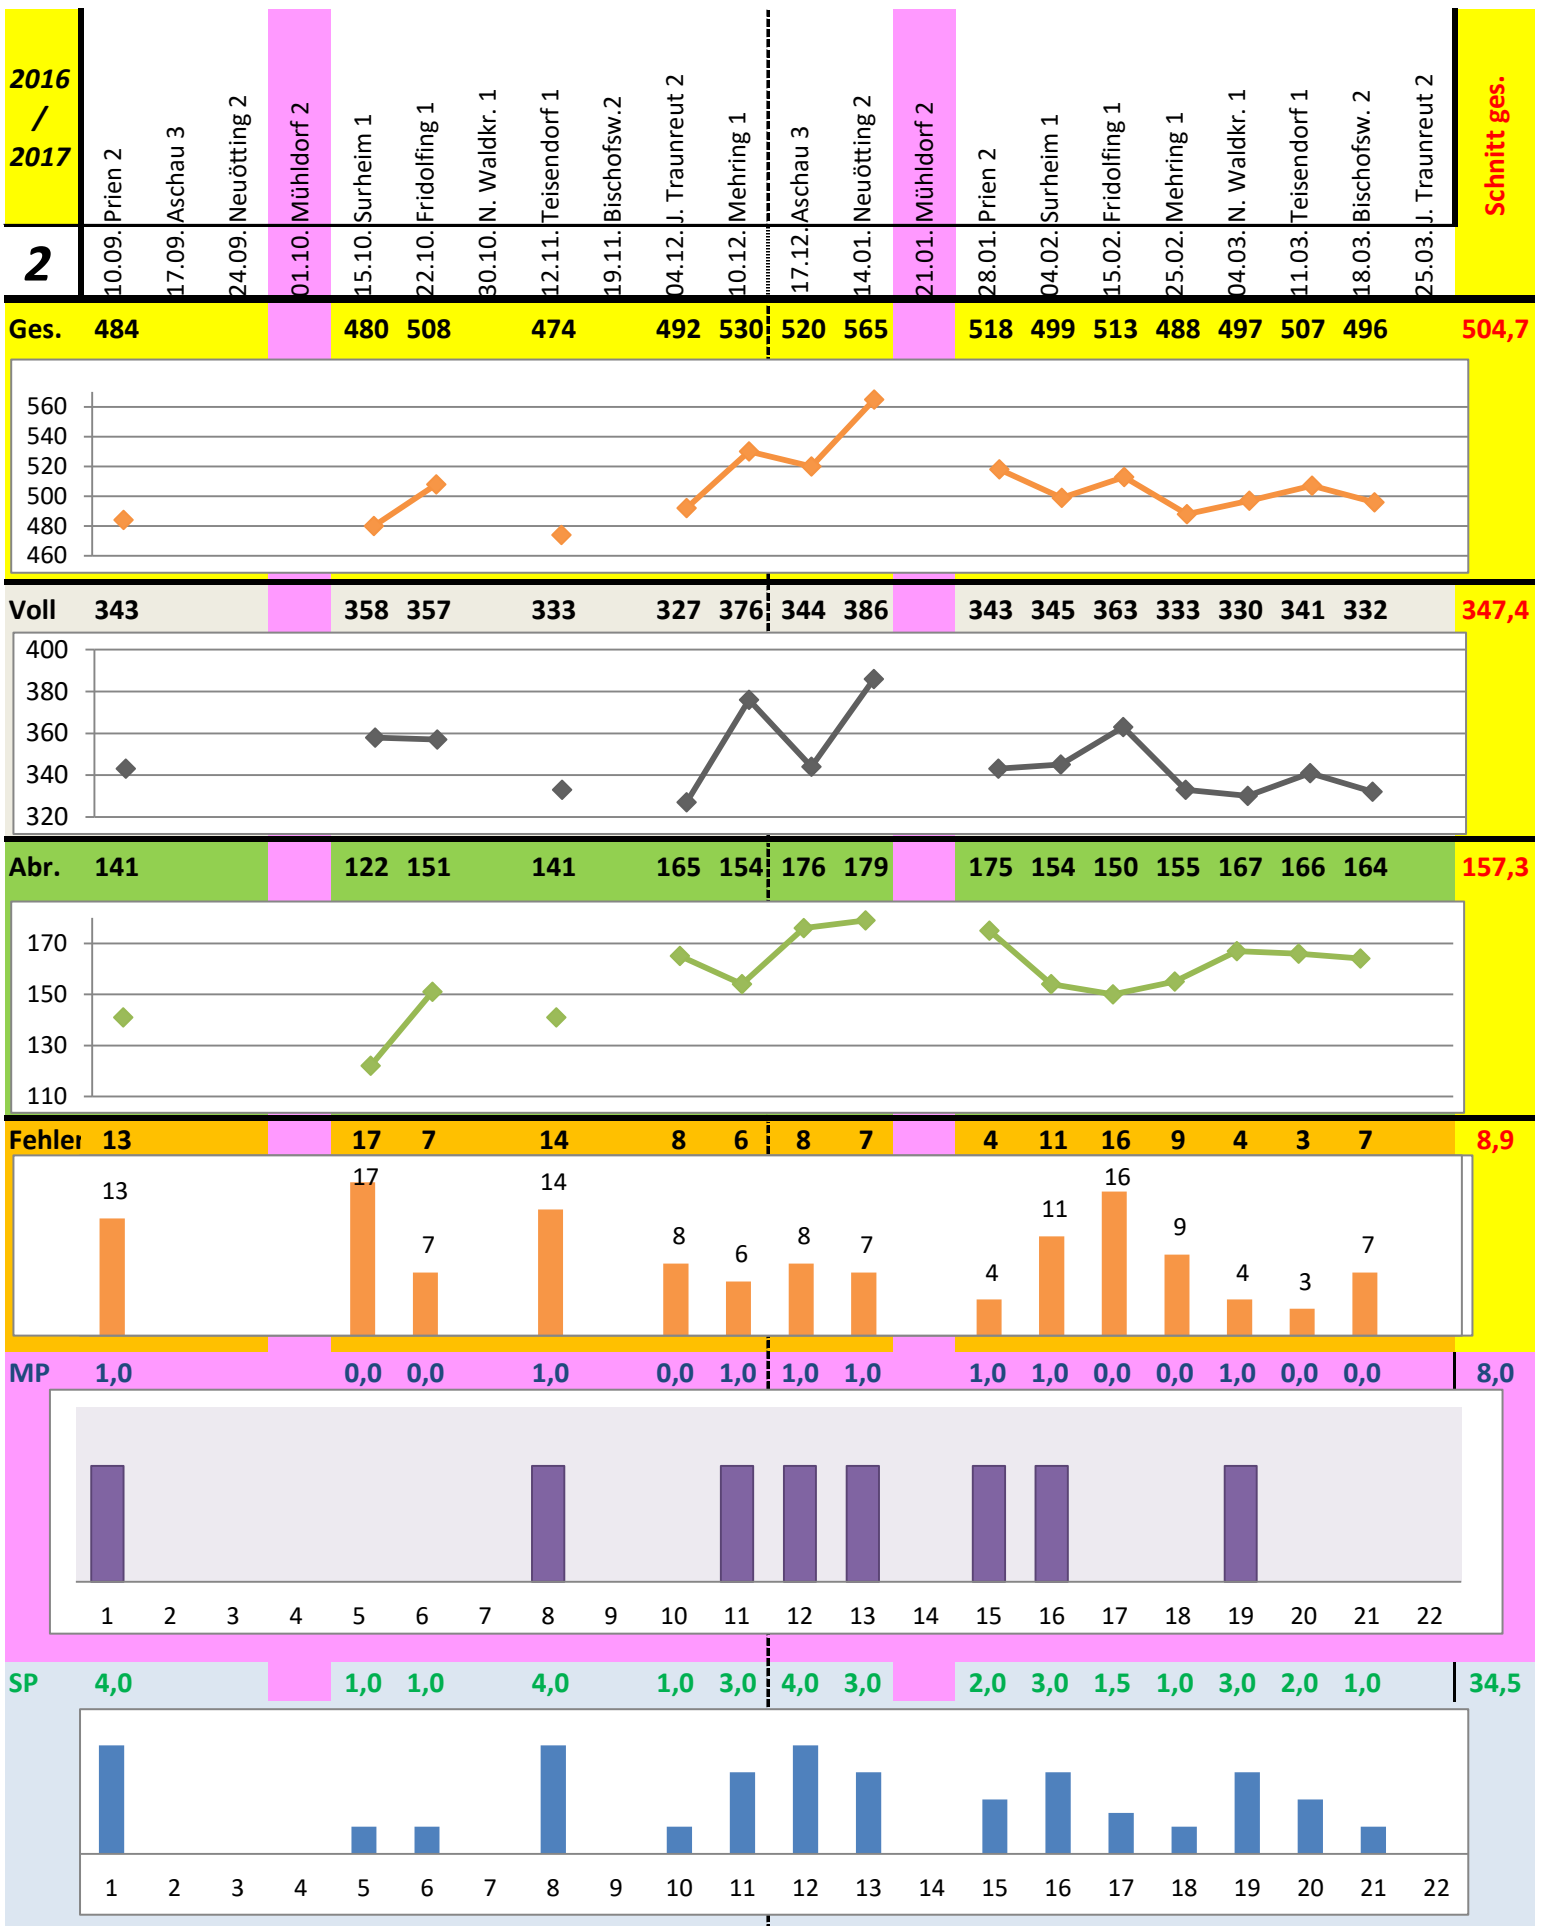 2016
/
2017
Prien 2
Aschau 3
Neuötting 2
Mühldorf 2
Surheim 1
Fridolfing 1
N. Waldkr. 1
Teisendorf 1
Bischofsw.2
J. Traunreut 2
Mehring 1
Aschau 3
Neuötting 2
Mühldorf 2
Prien 2
Surheim 1
Fridolfing 1
Mehring 1
N. Waldkr. 1
Teisendorf 1
Bischofsw. 2
J. Traunreut 2
Schnitt ges.
2 10.09. 17.09. 24.09. 01.10. 15.10. 22.10. 30.10. 12.11. 19.11. 04.12. 10.12. 17.12. 14.01. 21.01. 28.01. 04.02. 15.02. 25.02. 04.03. 11.03. 18.03. 25.03.
Ges. 484 480 508 474 492 530 520 565 518 499 513 488 497 507 496 504,7
560
540
520
500
480
460
Voll 343 358 357 333 327 376 344 386 343 345 363 333 330 341 332 347,4
400
380
360
340
320
Abr. 141 122 151 141 165 154 176 179 175 154 150 155 167 166 164 157,3
170
150
130
110
Fehler 13 17 7 14 8 6 8 7 4 11 16 9 4 3 7 8,9
13 17 7 14 8 6 8 7 4 11 16 9 4 3 7
MP 1,0 0,0 0,0 1,0 0,0 1,0 1,0 1,0 1,0 1,0 0,0 0,0 1,0 0,0 0,0 8,0
1 2 3 4 5 6 7 8 9 10 11 12 13 14 15 16 17 18 19 20 21 22
SP 4,0 1,0 1,0 4,0 1,0 3,0 4,0 3,0 2,0 3,0 1,5 1,0 3,0 2,0 1,0 34,5
1 2 3 4 5 6 7 8 9 10 11 12 13 14 15 16 17 18 19 20 21 22